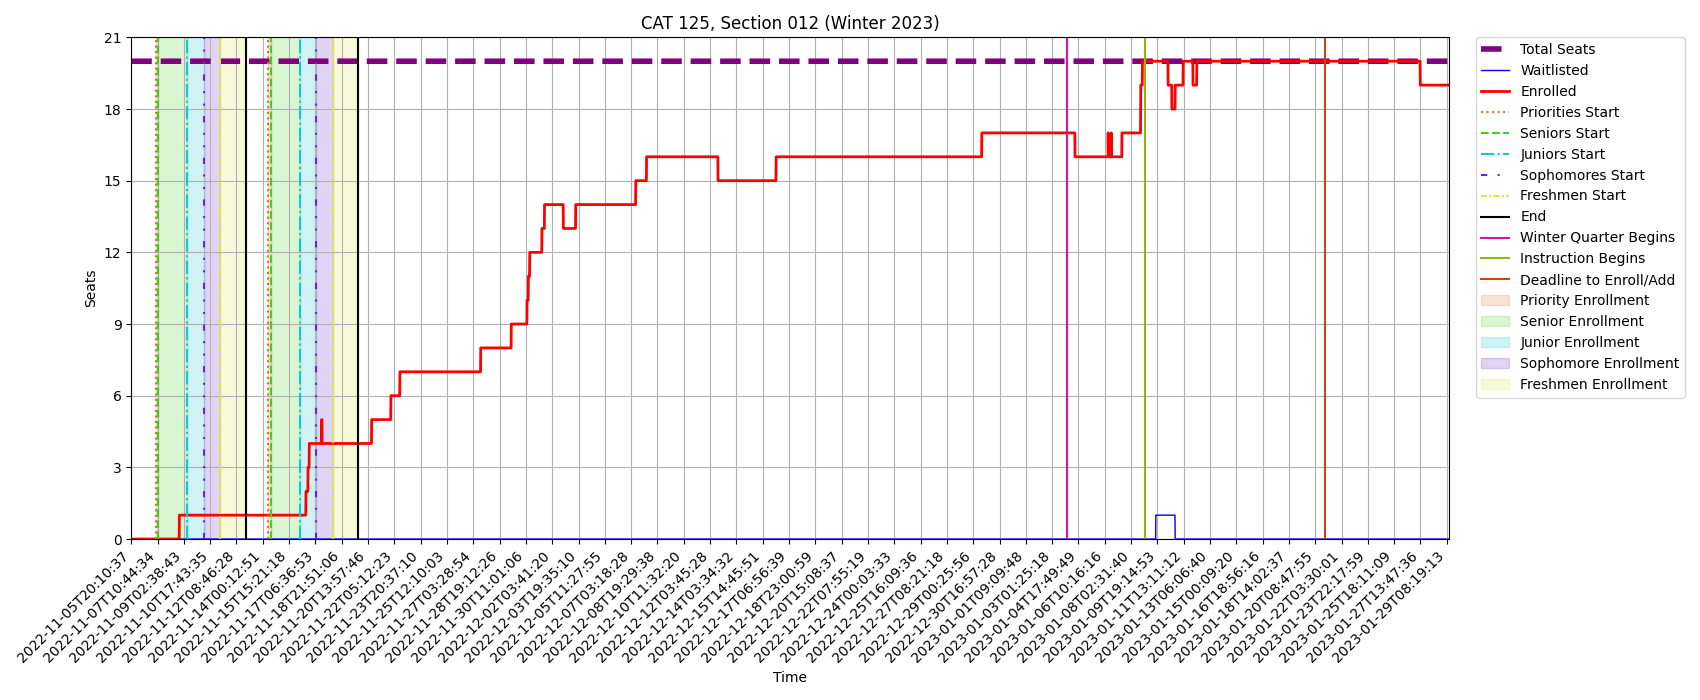 CAT 125, Section 012 (Winter 2023)
Seats
21
18
15
12
9
6
3
0
2022-11-05T20:10:37
2022-11-07T10:44:34
2022-11-09T02:38:43
2022-11-10T17:43:35
2022-11-12T08:46:28
2022-11-14T00:12:51
2022-11-15T15:21:18
2022-11-17T06:36:53
2022-11-18T21:51:06
2022-11-20T13:57:46
2022-11-22T05:12:23
2022-11-23T20:37:10
2022-11-25T12:10:03
2022-11-27T03:28:54
2022-11-28T19:12:26
2022-11-30T11:01:06
2022-12-02T03:41:20
2022-12-03T19:35:10
2022-12-05T11:27:55
2022-12-07T03:18:28
2022-12-08T19:29:38
2022-12-10T11:32:20
2022-12-12T03:45:28
2022-12-14T03:34:32
2022-12-15T14:45:51
2022-12-17T06:56:39
2022-12-18T23:00:59
2022-12-20T15:08:37
2022-12-22T07:55:19
2022-12-24T00:03:33
2022-12-25T16:09:36
2022-12-27T08:21:18
2022-12-29T00:25:56
2022-12-30T16:57:28
2023-01-01T09:09:48
2023-01-03T01:25:18
2023-01-04T17:49:49
2023-01-06T10:16:16
2023-01-08T02:31:40
2023-01-09T19:14:53
2023-01-11T13:11:12
2023-01-13T06:06:40
2023-01-15T00:09:20
2023-01-16T18:56:16
2023-01-18T14:02:37
2023-01-20T08:47:55
2023-01-22T03:30:01
2023-01-23T22:17:59
2023-01-25T18:11:09
2023-01-27T13:47:36
2023-01-29T08:19:13
Time
Total Seats
Waitlisted
Enrolled
Priorities Start
Seniors Start
Juniors Start
Sophomores Start
Freshmen Start
End
Winter Quarter Begins
Instruction Begins
Deadline to Enroll/Add
Priority Enrollment
Senior Enrollment
Junior Enrollment
Sophomore Enrollment
Freshmen Enrollment